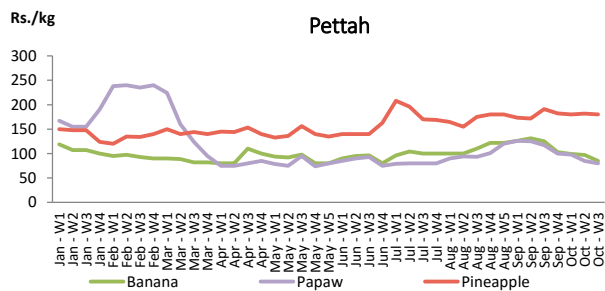 Rs./kg
Pettah
300
250
200
150
100
50
0
Jan - W1
Jan - W2
Jan - W3
Jan - W4
Feb - W1
Feb - W2
Feb - W3
Feb - W4
Mar - W1
Mar - W2
Mar - W3
Mar - W4
Apr - W1
Apr - W2
Apr - W3
Apr - W4
May - W1
May - W2
May - W3
May - W4
May - W5
Jun - W1
Jun - W2
Jun - W3
Jun - W4
Jul - W1
Jul - W2
Jul - W3
Jul - W4
Aug - W1
Aug - W2
Aug - W3
Aug - W4
Aug - W5
Sep - W1
Sep - W2
Sep - W3
Sep - W4
Oct - W1
Oct - W2
Oct - W3
Banana
Papaw
Pineapple